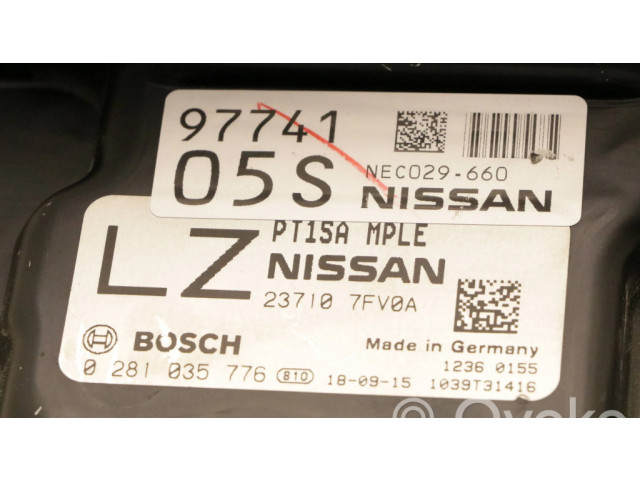 97741
05S
NEC029-660
NISSAN
LZ
PT15A MPLE
NISSAN
23710 7FV0A
BOSCH
Made in Germany
0 281 035 776 B10 18-09-15
1236 0155
1039T31416